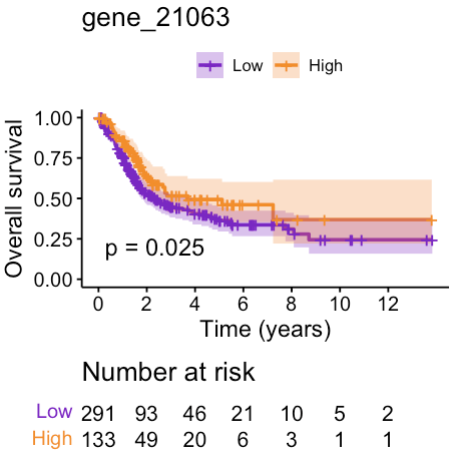 gene_21063
Low High
Overall survival
1.00
0.75
0.50
0.25
0.00
p = 0.025
0 2 4 6 8 10 12
Time (years)
Number at risk
Low 291 93 46 21 10 5 2
High 133 49 20 6 3 1 1